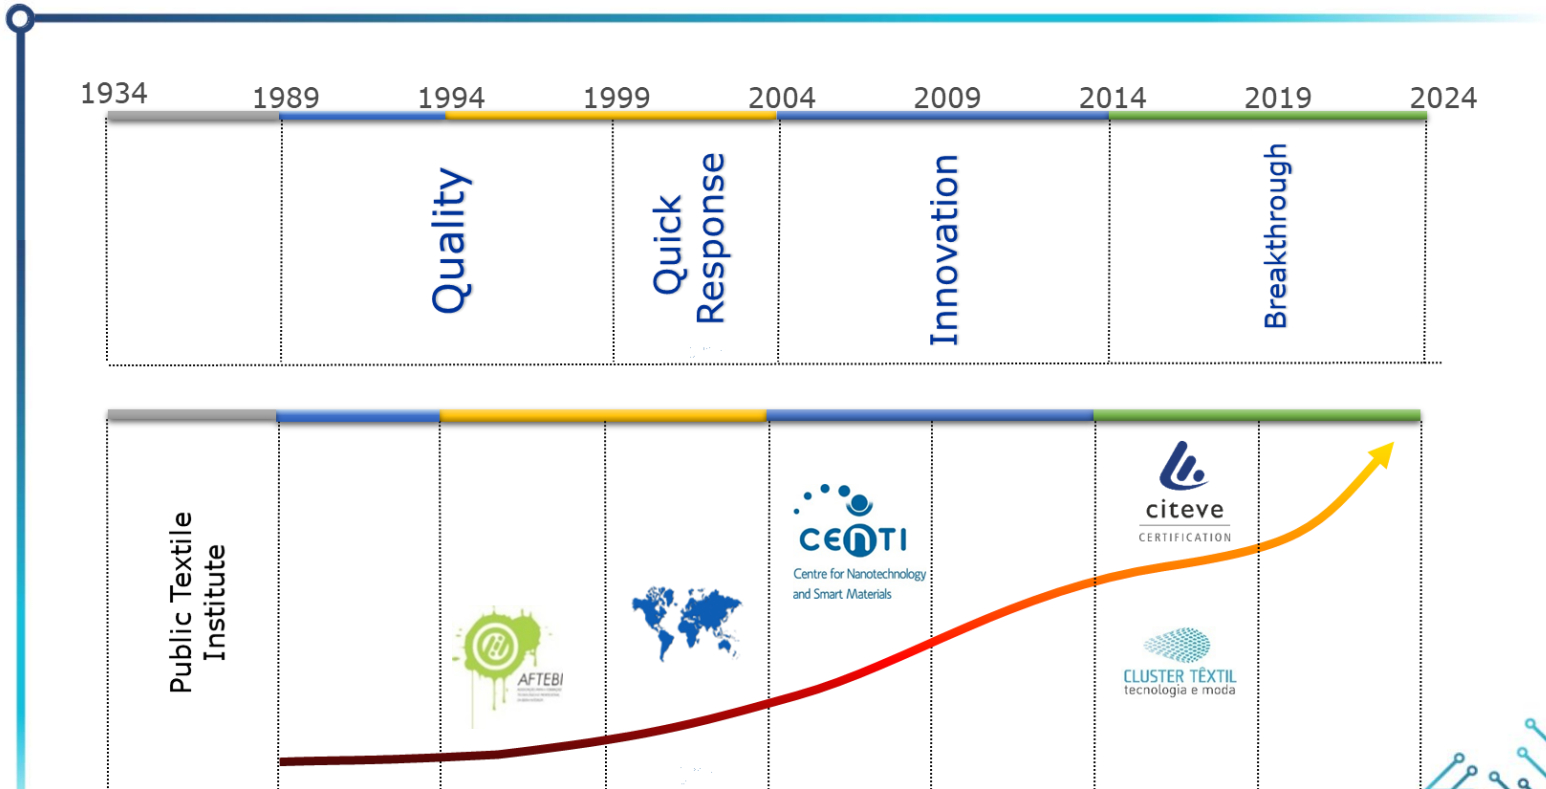 1934 1989 1994 1999 2004 2009 2014 2019 2024
Quality
Quick
Response
Innovation
Breakthrough
Public Textile
Institute
AFTEBI
CENTI
Centre for Nanotechnology
and Smart Materials
citeve
CERTIFICATION
CLUSTER TÊXTIL
tecnologia e moda